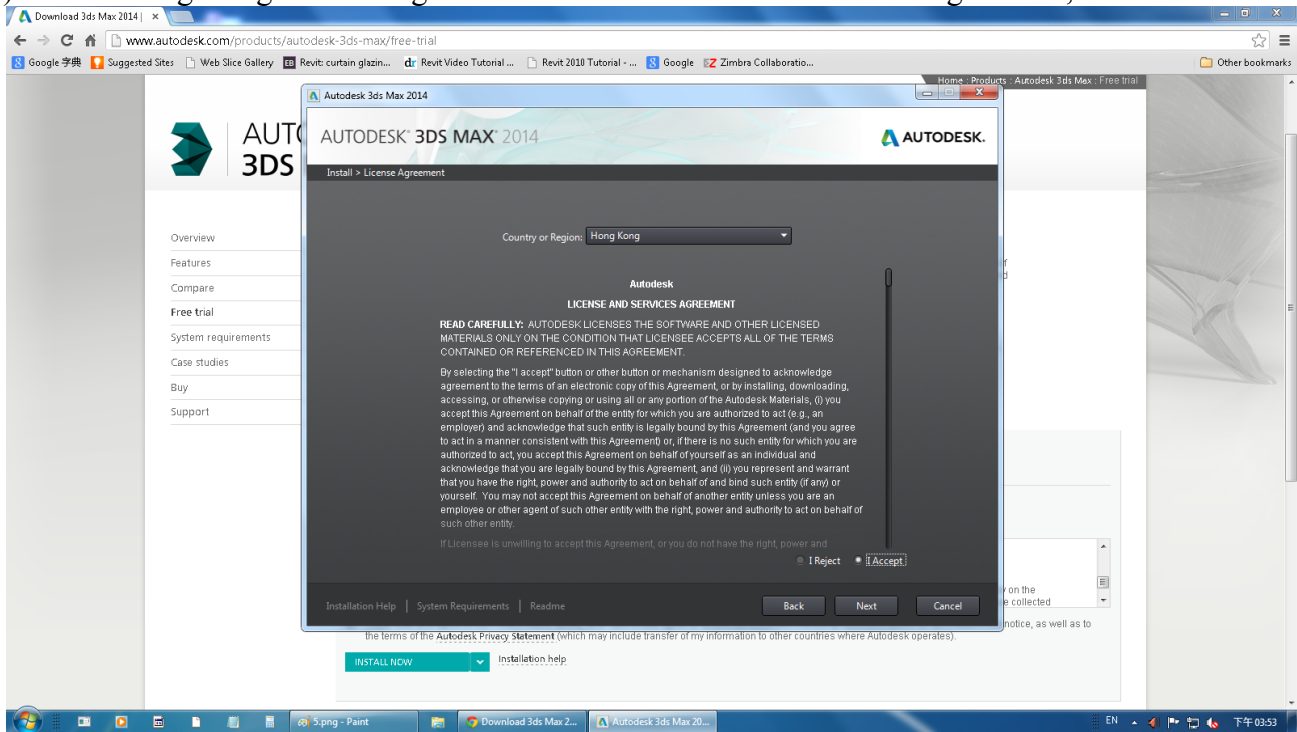 Download 3ds Max 2014 |
www.autodesk.com/products/autodesk-3ds-max/free-trial
Google 字典 Suggested Sites Web Slice Gallery Revit: curtain glazin... Revit Video Tutorial ... Revit 2010 Tutorial - ... Google Zimbra Collaboratio... Other bookmarks
Home : Products : Autodesk 3ds Max : Free trial
Autodesk 3ds Max 2014
AUTODESK® 3DS MAX® 2014
AUTODESK.
Install > License Agreement
3DS
Overview
Features
Compare
Free trial
System requirements
Case studies
Buy
Support
Country or Region: Hong Kong
Autodesk
LICENSE AND SERVICES AGREEMENT
READ CAREFULLY: AUTODESK LICENSES THE SOFTWARE AND OTHER LICENSED
MATERIALS ONLY ON THE CONDITION THAT LICENSEE ACCEPTS ALL OF THE TERMS
CONTAINED OR REFERENCED IN THIS AGREEMENT.
By selecting the "I accept" button or other button or mechanism designed to acknowledge
agreement to the terms of an electronic copy of this Agreement, or by installing, downloading,
accessing, or otherwise copying or using all or any portion of the Autodesk Materials, (i) you
accept this Agreement on behalf of the entity for which you are authorized to act (e.g., an
employer) and acknowledge that such entity is legally bound by this Agreement (and you agree
to act in a manner consistent with this Agreement) or, if there is no such entity for which you are
authorized to act, you accept this Agreement on behalf of yourself as an individual and
acknowledge that you are legally bound by this Agreement, and (ii) you represent and warrant
that you have the right, power and authority to act on behalf of and bind such entity (if any) or
yourself. You may not accept this Agreement on behalf of another entity unless you are an
employee or other agent of such other entity with the right, power and authority to act on behalf of
such other entity.
If Licensee is unwilling to accept this Agreement, or you do not have the right, power and
I Reject I Accept
Installation Help | System Requirements | Readme Back Next Cancel
on the
collected
notice, as well as to
the terms of the Autodesk Privacy Statement (which may include transfer of my information to other countries where Autodesk operates).
INSTALL NOW Installation help
5.png - Paint Download 3ds Max 2... Autodesk 3ds Max 20... EN 下午 03:53